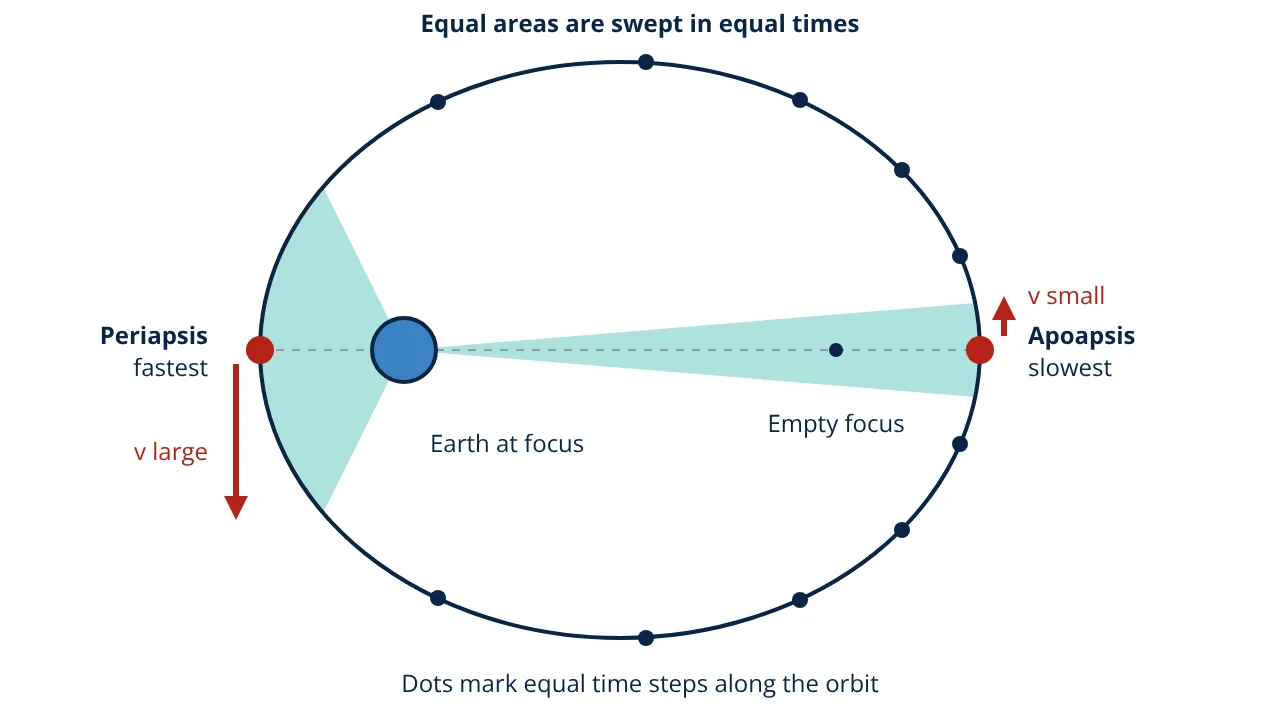 Equal areas are swept in equal times
v small
Periapsis
fastest
Apoapsis
slowest
v large
Earth at focus
Empty focus
Dots mark equal time steps along the orbit